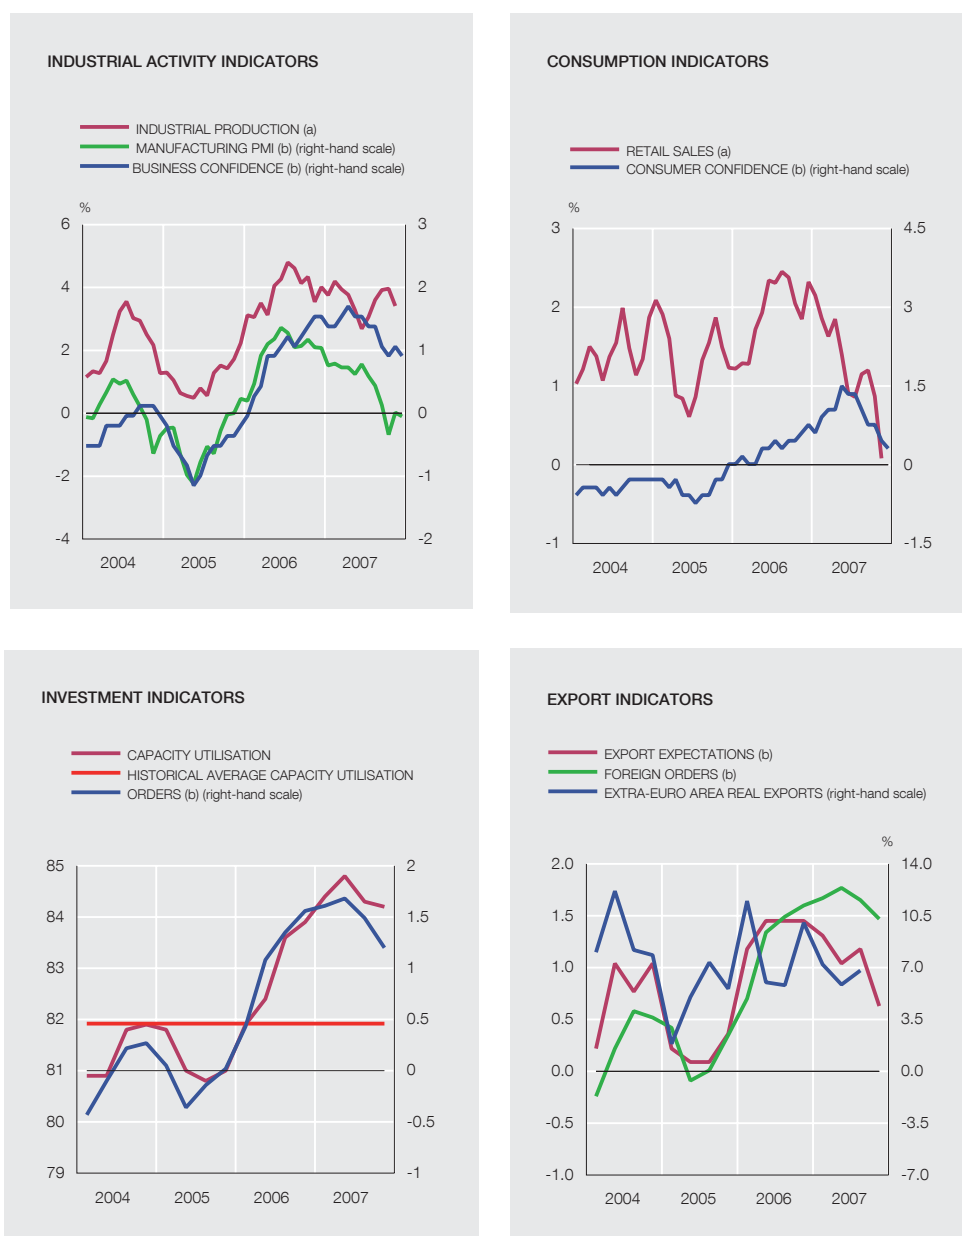 INDUSTRIAL ACTIVITY INDICATORS
INDUSTRIAL PRODUCTION (a)
MANUFACTURING PMI (b) (right-hand scale)
BUSINESS CONFIDENCE (b) (right-hand scale)
%
6 3
4 2
2 1
0 0
-2 -1
-4 -2
2004 2005 2006 2007
CONSUMPTION INDICATORS
RETAIL SALES (a)
CONSUMER CONFIDENCE (b) (right-hand scale)
%
3 4.5
2 3
1 1.5
0 0
-1 -1.5
2004 2005 2006 2007
INVESTMENT INDICATORS
CAPACITY UTILISATION
HISTORICAL AVERAGE CAPACITY UTILISATION
ORDERS (b) (right-hand scale)
85 2
84 1.5
83 1
82 0.5
81 0
80 -0.5
79 -1
2004 2005 2006 2007
EXPORT INDICATORS
EXPORT EXPECTATIONS (b)
FOREIGN ORDERS (b)
EXTRA-EURO AREA REAL EXPORTS (right-hand scale)
%
2.0 14.0
1.5 10.5
1.0 7.0
0.5 3.5
0.0 0.0
-0.5 -3.5
-1.0 -7.0
2004 2005 2006 2007